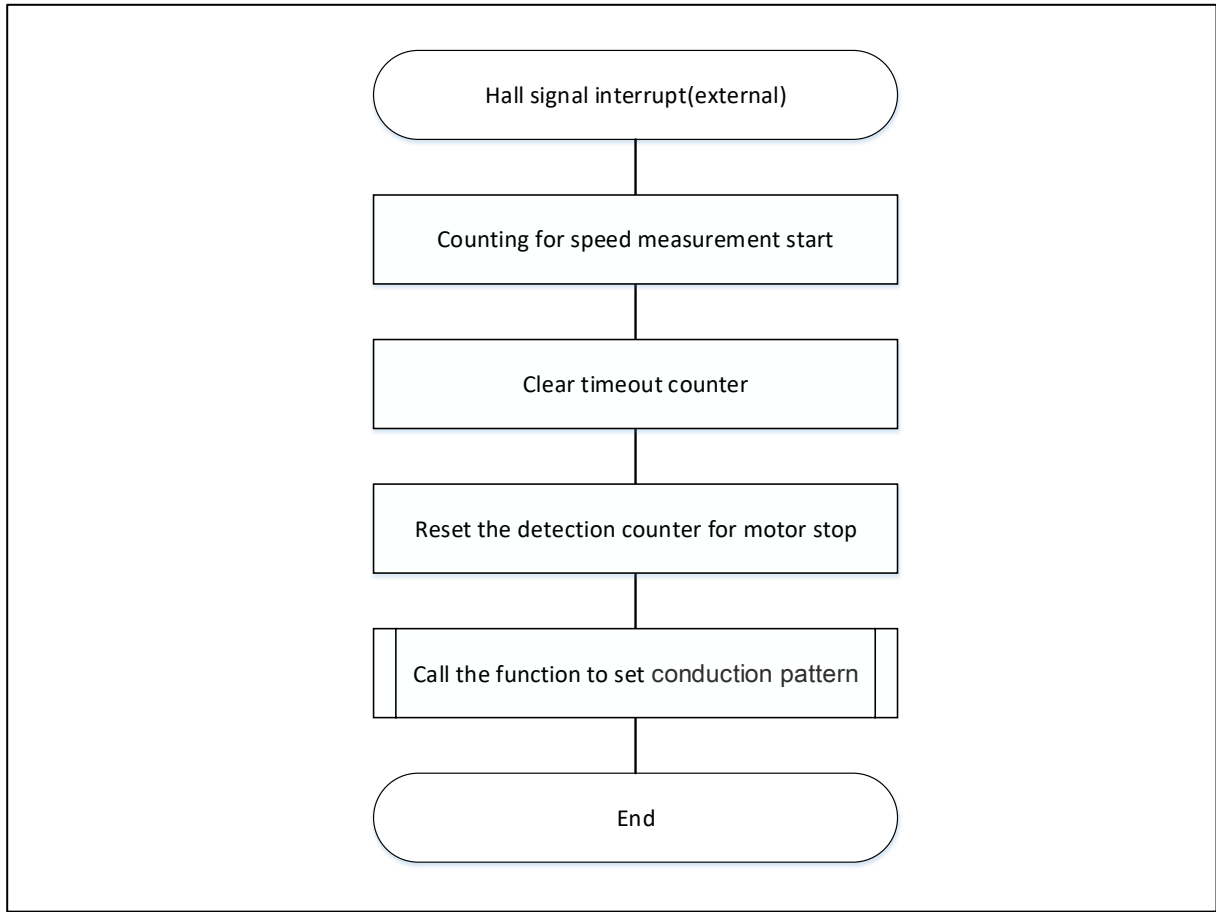 Hall signal interrupt(external)
Counting for speed measurement start
Clear timeout counter
Reset the detection counter for motor stop
Call the function to set conduction pattern
End